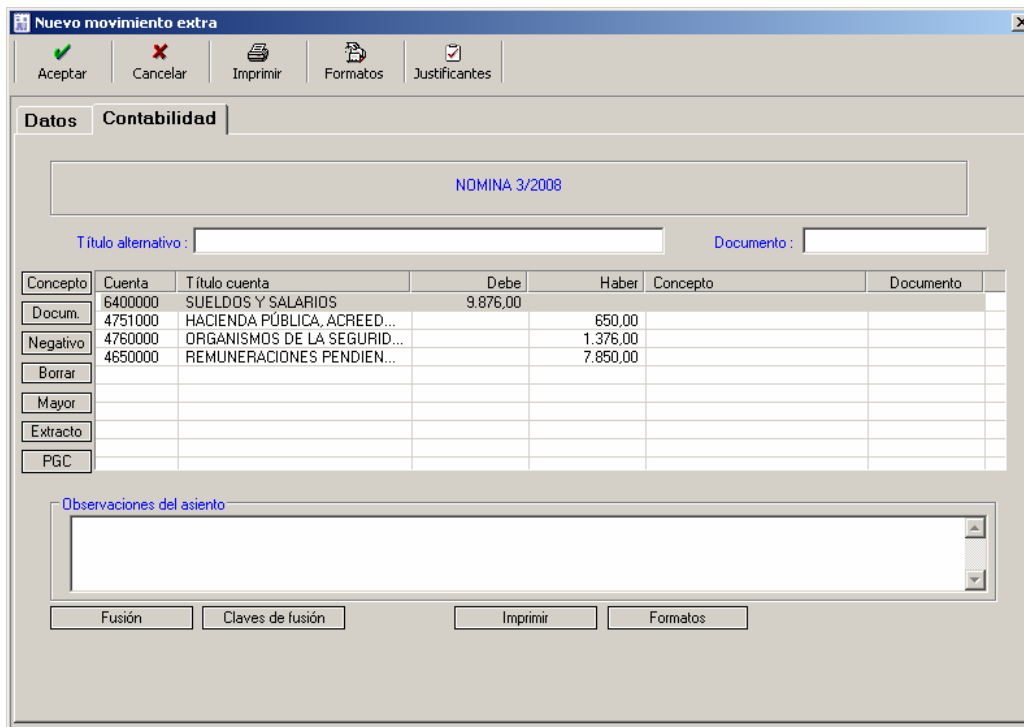 Nuevo movimiento extra
Aceptar Cancelar Imprimir Formatos Justificantes
Datos Contabilidad
NOMINA 3/2008
Título alternativo : Documento :
Concepto Cuenta Título cuenta Debe Haber Concepto Documento
6400000 SUELDOS Y SALARIOS 9.876,00
Docum.
4751000 HACIENDA PÚBLICA, ACREED... 650,00
Negativo 4760000 ORGANISMOS DE LA SEGURID... 1.376,00
4650000 REMUNERACIONES PENDIEN... 7.850,00
Borrar
Mayor
Extracto
PGC
Observaciones del asiento
Fusión Claves de fusión Imprimir Formatos